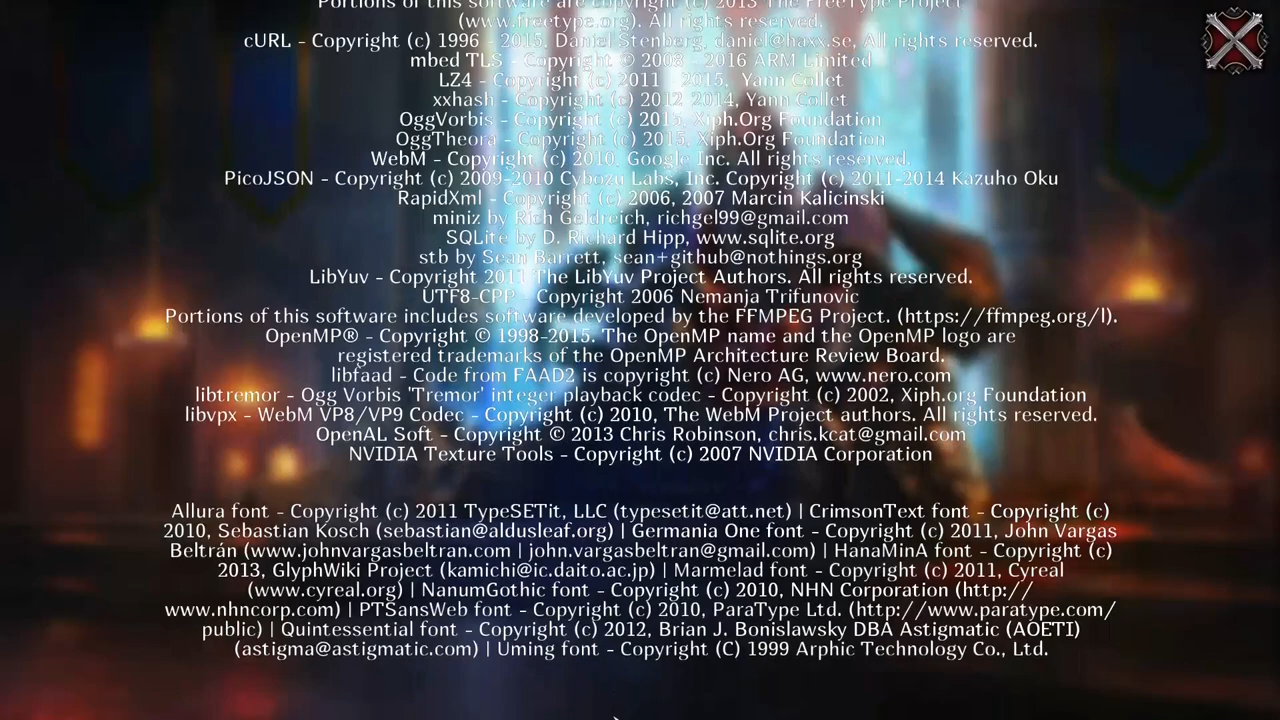 Portions of this software are copyright (c) 2013 The FreeType Project
(www.freetype.org). All rights reserved.
cURL - Copyright (c) 1996 - 2015, Daniel Stenberg, daniel@haxx.se, All rights reserved.
mbed TLS - Copyright © 2008 - 2016 ARM Limited
LZ4 - Copyright (c) 2011 - 2015, Yann Collet
xxhash - Copyright (c) 2012-2014, Yann Collet
OggVorbis - Copyright (c) 2015, Xiph.Org Foundation
OggTheora - Copyright (c) 2015, Xiph.Org Foundation
WebM - Copyright (c) 2010, Google Inc. All rights reserved.
PicoJSON - Copyright (c) 2009-2010 Cybozu Labs, Inc. Copyright (c) 2011-2014 Kazuho Oku
RapidXml - Copyright (c) 2006, 2007 Marcin Kalicinski
miniz by Rich Geldreich, richgel99@gmail.com
SQLite by D. Richard Hipp, www.sqlite.org
stb by Sean Barrett, sean+github@nothings.org
LibYuv - Copyright 2011 The LibYuv Project Authors. All rights reserved.
UTF8-CPP - Copyright 2006 Nemanja Trifunovic
Portions of this software includes software developed by the FFMPEG Project. (https://ffmpeg.org/l).
OpenMP® - Copyright © 1998-2015. The OpenMP name and the OpenMP logo are
registered trademarks of the OpenMP Architecture Review Board.
libfaad - Code from FAAD2 is copyright (c) Nero AG, www.nero.com
libtremor - Ogg Vorbis 'Tremor' integer playback codec - Copyright (c) 2002, Xiph.org Foundation
libvpx - WebM VP8/VP9 Codec - Copyright (c) 2010, The WebM Project authors. All rights reserved.
OpenAL Soft - Copyright © 2013 Chris Robinson, chris.kcat@gmail.com
NVIDIA Texture Tools - Copyright (c) 2007 NVIDIA Corporation
Allura font - Copyright (c) 2011 TypeSETit, LLC (typesetit@att.net) | CrimsonText font - Copyright (c)
2010, Sebastian Kosch (sebastian@aldusleaf.org) | Germania One font - Copyright (c) 2011, John Vargas
Beltrán (www.johnvargasbeltran.com | john.vargasbeltran@gmail.com) | HanaMinA font - Copyright (c)
2013, GlyphWiki Project (kamichi@ic.daito.ac.jp) | Marmelad font - Copyright (c) 2011, Cyreal
(www.cyreal.org) | NanumGothic font - Copyright (c) 2010, NHN Corporation (http://
www.nhncorp.com) | PTSansWeb font - Copyright (c) 2010, ParaType Ltd. (http://www.paratype.com/
public) | Quintessential font - Copyright (c) 2012, Brian J. Bonislawsky DBA Astigmatic (AOETI)
(astigma@astigmatic.com) | Uming font - Copyright (C) 1999 Arphic Technology Co., Ltd.